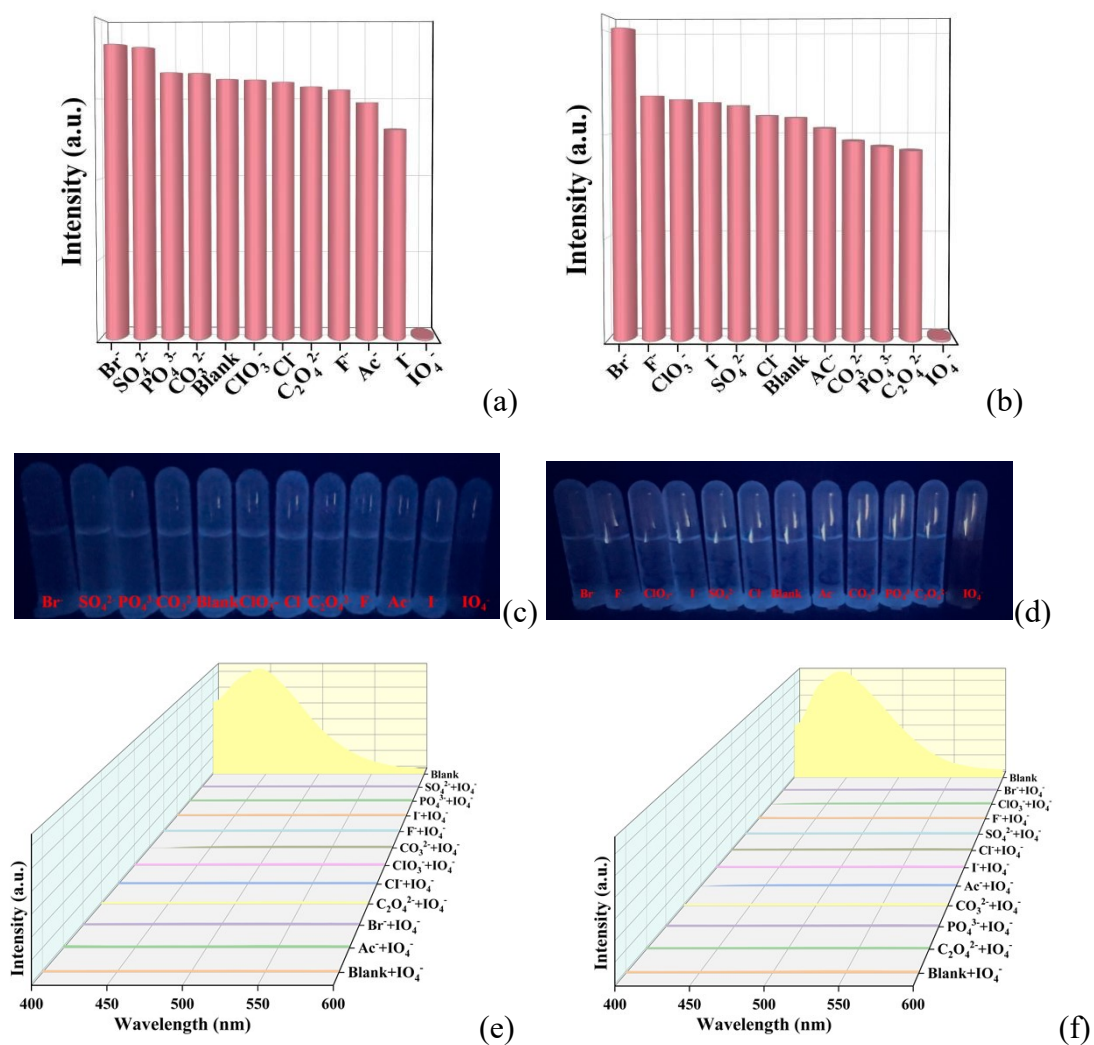 Intensity (a.u.)
Br⁻ SO₄²⁻ PO₄³⁻ CO₃²⁻ Blank ClO₃⁻ Cl⁻ C₂O₄²⁻ F⁻ Ac⁻ I⁻ IO₄⁻
(a)
Intensity (a.u.)
Br⁻ F⁻ ClO₃⁻ I⁻ SO₄²⁻ Cl⁻ Blank AC⁻ CO₃²⁻ PO₄³⁻ C₂O₄²⁻ IO₄⁻
(b)
Br⁻ SO₄²⁻ PO₄³⁻ CO₃²⁻ Blank ClO₃⁻ Cl⁻ C₂O₄²⁻ F⁻ Ac⁻ I⁻ IO₄⁻
(c)
Br⁻ F⁻ ClO₃⁻ I⁻ SO₄²⁻ Cl⁻ Blank Ac⁻ CO₃²⁻ PO₄³⁻ C₂O₄²⁻ IO₄⁻
(d)
Intensity (a.u.)
Blank
SO₄²⁻+IO₄⁻
PO₄³⁻+IO₄⁻
I⁻+IO₄⁻
F⁻+IO₄⁻
CO₃²⁻+IO₄⁻
ClO₃⁻+IO₄⁻
Cl⁻+IO₄⁻
C₂O₄²⁻+IO₄⁻
Br⁻+IO₄⁻
Ac⁻+IO₄⁻
Blank+IO₄⁻
400 450 500 550 600
Wavelength (nm)
(e)
Intensity (a.u.)
Blank
Br⁻+IO₄⁻
ClO₃⁻+IO₄⁻
F⁻+IO₄⁻
SO₄²⁻+IO₄⁻
Cl⁻+IO₄⁻
I⁻+IO₄⁻
Ac⁻+IO₄⁻
CO₃²⁻+IO₄⁻
PO₄³⁻+IO₄⁻
C₂O₄²⁻+IO₄⁻
Blank+IO₄⁻
400 450 500 550 600
Wavelength (nm)
(f)